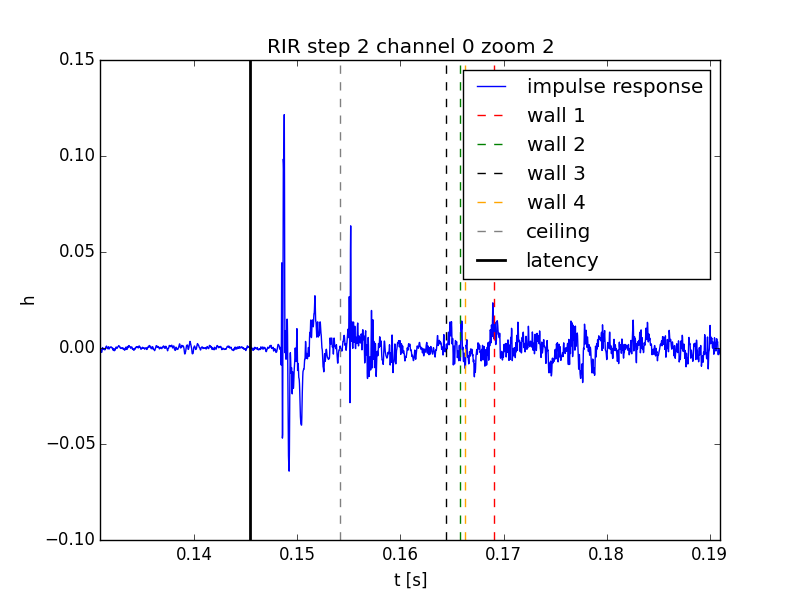 RIR step 2 channel 0 zoom 2
0.15
0.10
0.05
0.00
−0.05
−0.10
h
impulse response
wall 1
wall 2
wall 3
wall 4
ceiling
latency
0.14 0.15 0.16 0.17 0.18 0.19
t [s]